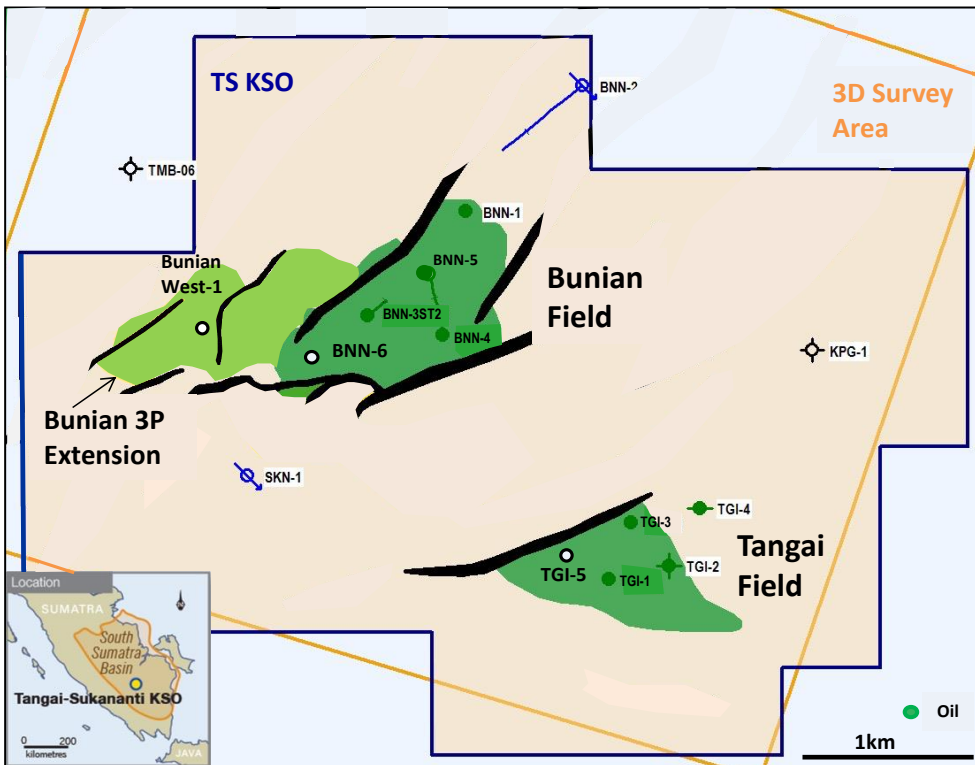 TS KSO
BNN-2
3D Survey
Area
TMB-06
BNN-1
Bunian
West-1
BNN-5
Bunian
Field
BNN-3ST2
BNN-4
BNN-6
KPG-1
Bunian 3P
Extension
SKN-1
TGI-4
TGI-3
Tangai
Field
TGI-5
TGI-2
TGI-1
Location
SUMATRA
South
Sumatra
Basin
Tangai-Sukananti KSO
0 200
kilometres
JAVA
Oil
1km